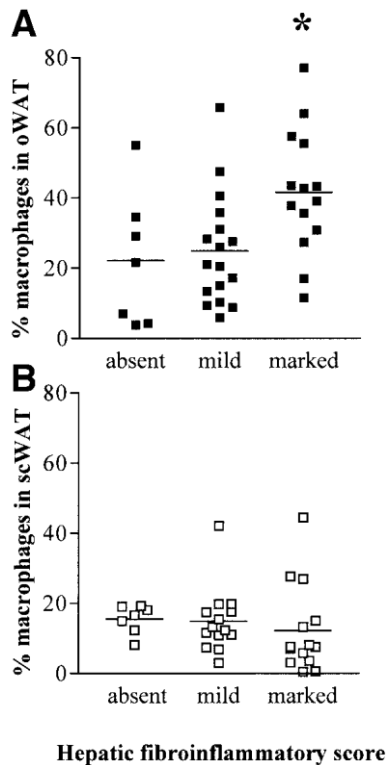 A
*
80
60
40
20
0
% macrophages in oWAT
absent mild marked
B
80
60
40
20
0
% macrophages in scWAT
absent mild marked
Hepatic fibroinflammatory score